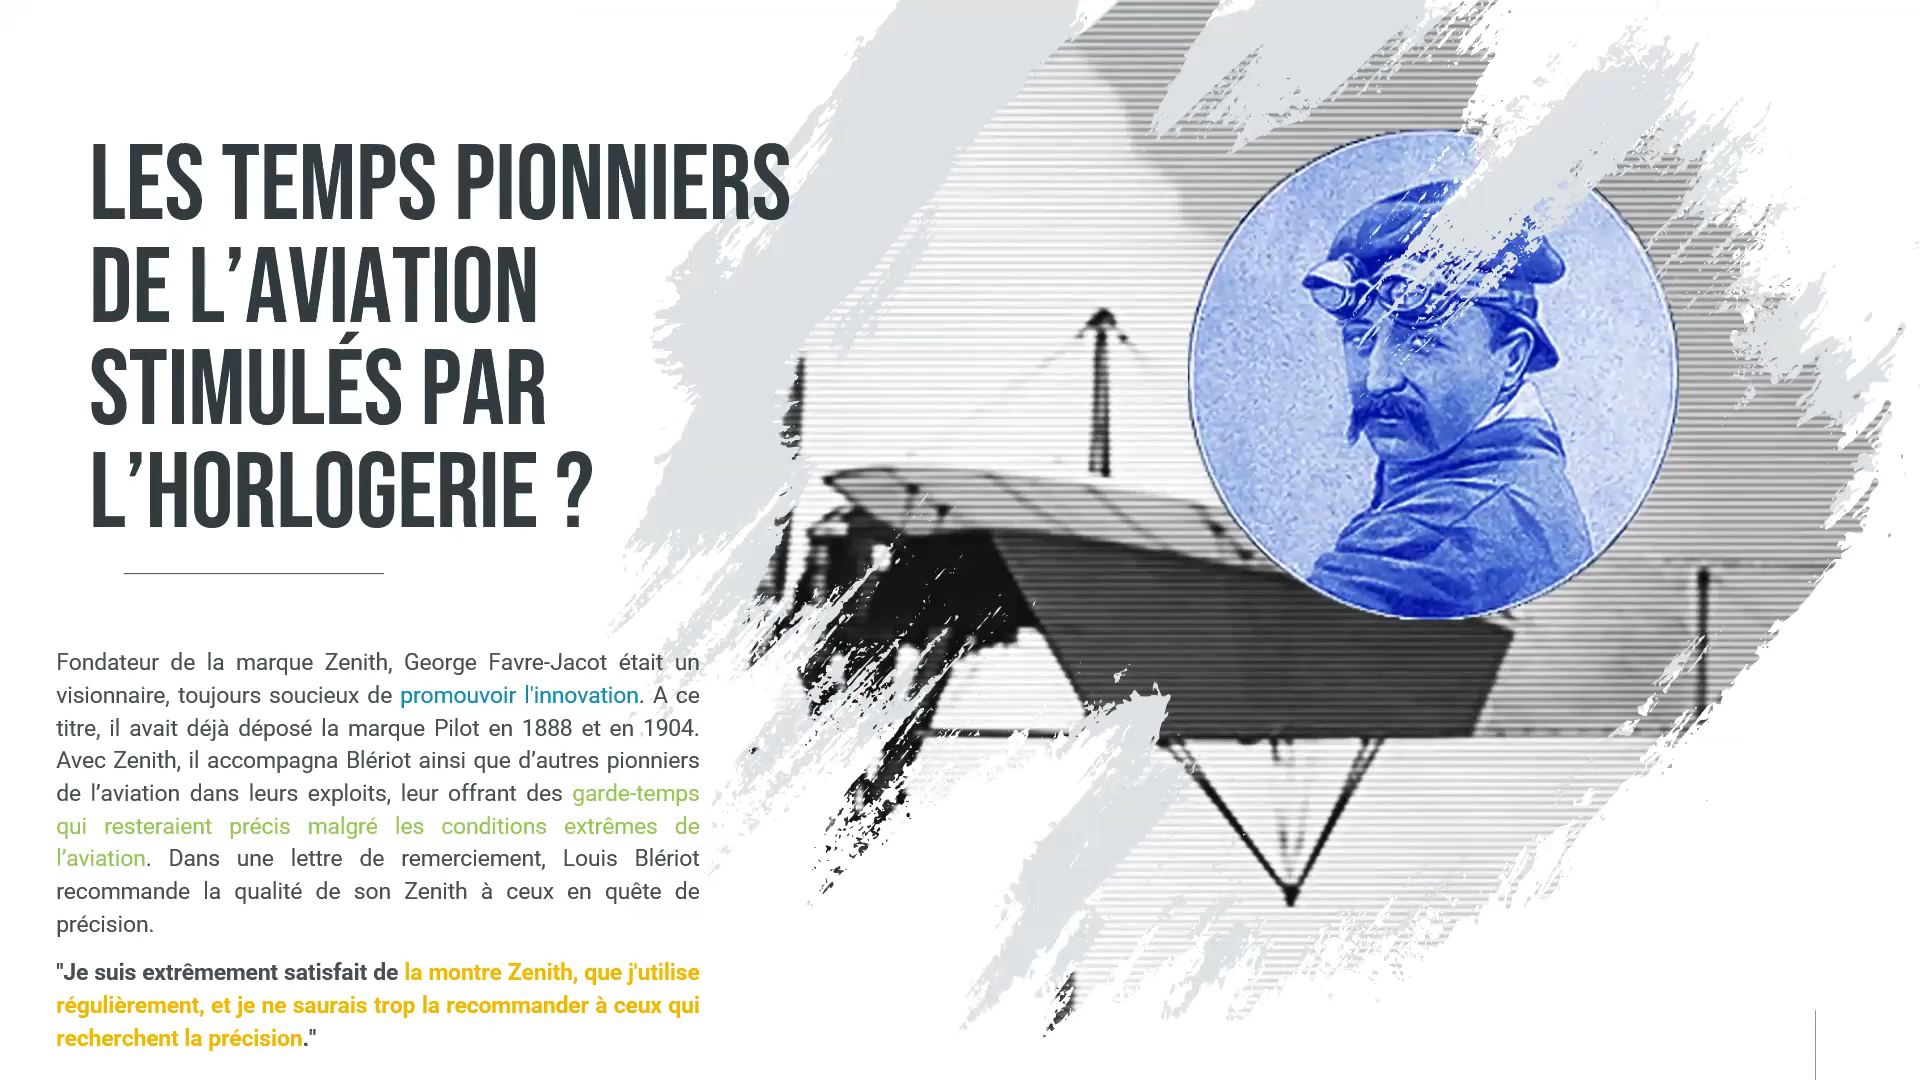 LES TEMPS PIONNIERS
DE L’AVIATION
STIMULÉS PAR
L’HORLOGERIE ?
Fondateur de la marque Zenith, George Favre-Jacot était un
visionnaire, toujours soucieux de promouvoir l'innovation. A ce
titre, il avait déjà déposé la marque Pilot en 1888 et en 1904.
Avec Zenith, il accompagna Blériot ainsi que d’autres pionniers
de l’aviation dans leurs exploits, leur offrant des garde-temps
qui resteraient précis malgré les conditions extrêmes de
l’aviation. Dans une lettre de remerciement, Louis Blériot
recommande la qualité de son Zenith à ceux en quête de
précision.
"Je suis extrêmement satisfait de la montre Zenith, que j'utilise
régulièrement, et je ne saurais trop la recommander à ceux qui
recherchent la précision."